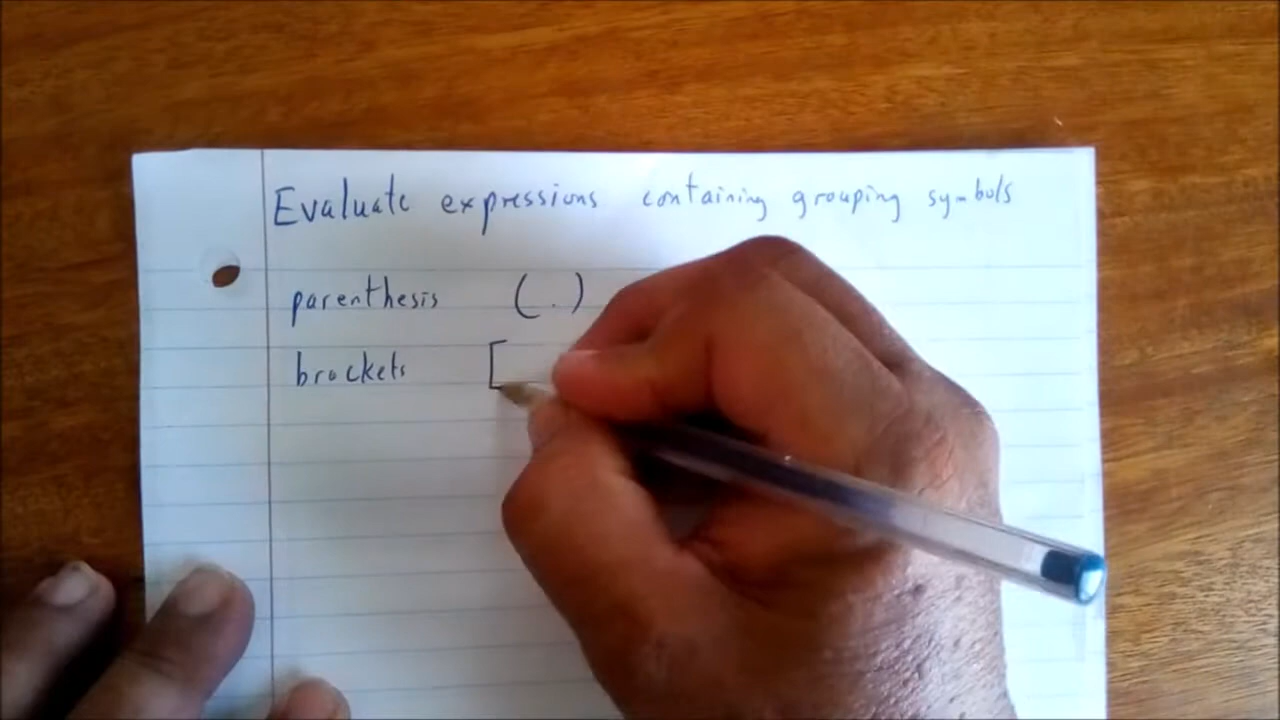 Evaluate expressions containing grouping symbols
parenthesis ( . )
brackets [